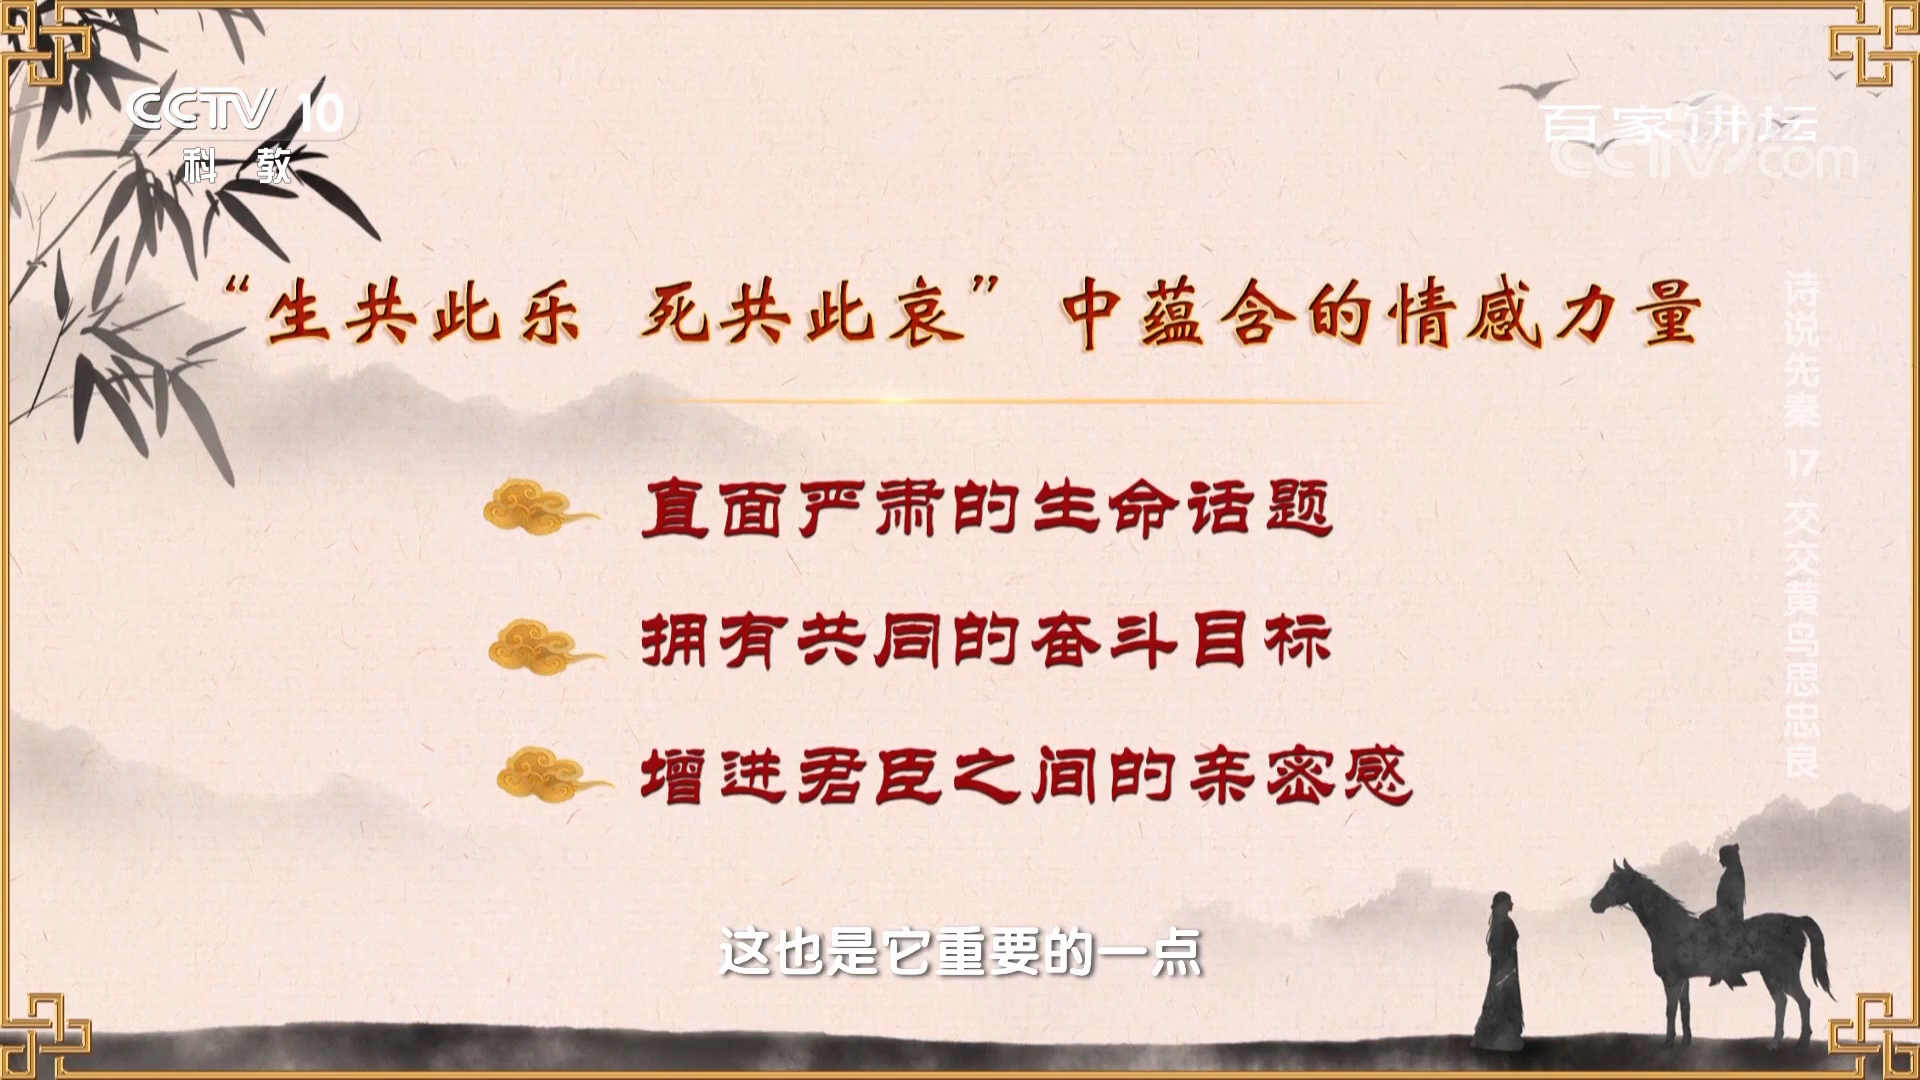 CCTV 10
科 教
百家讲坛
CCTV.com
“生共此乐 死共此哀”中蕴含的情感力量
直面严肃的生命话题
拥有共同的奋斗目标
增进君臣之间的亲密感
诗说先秦 17 交交黄鸟思忠良
这也是它重要的一点